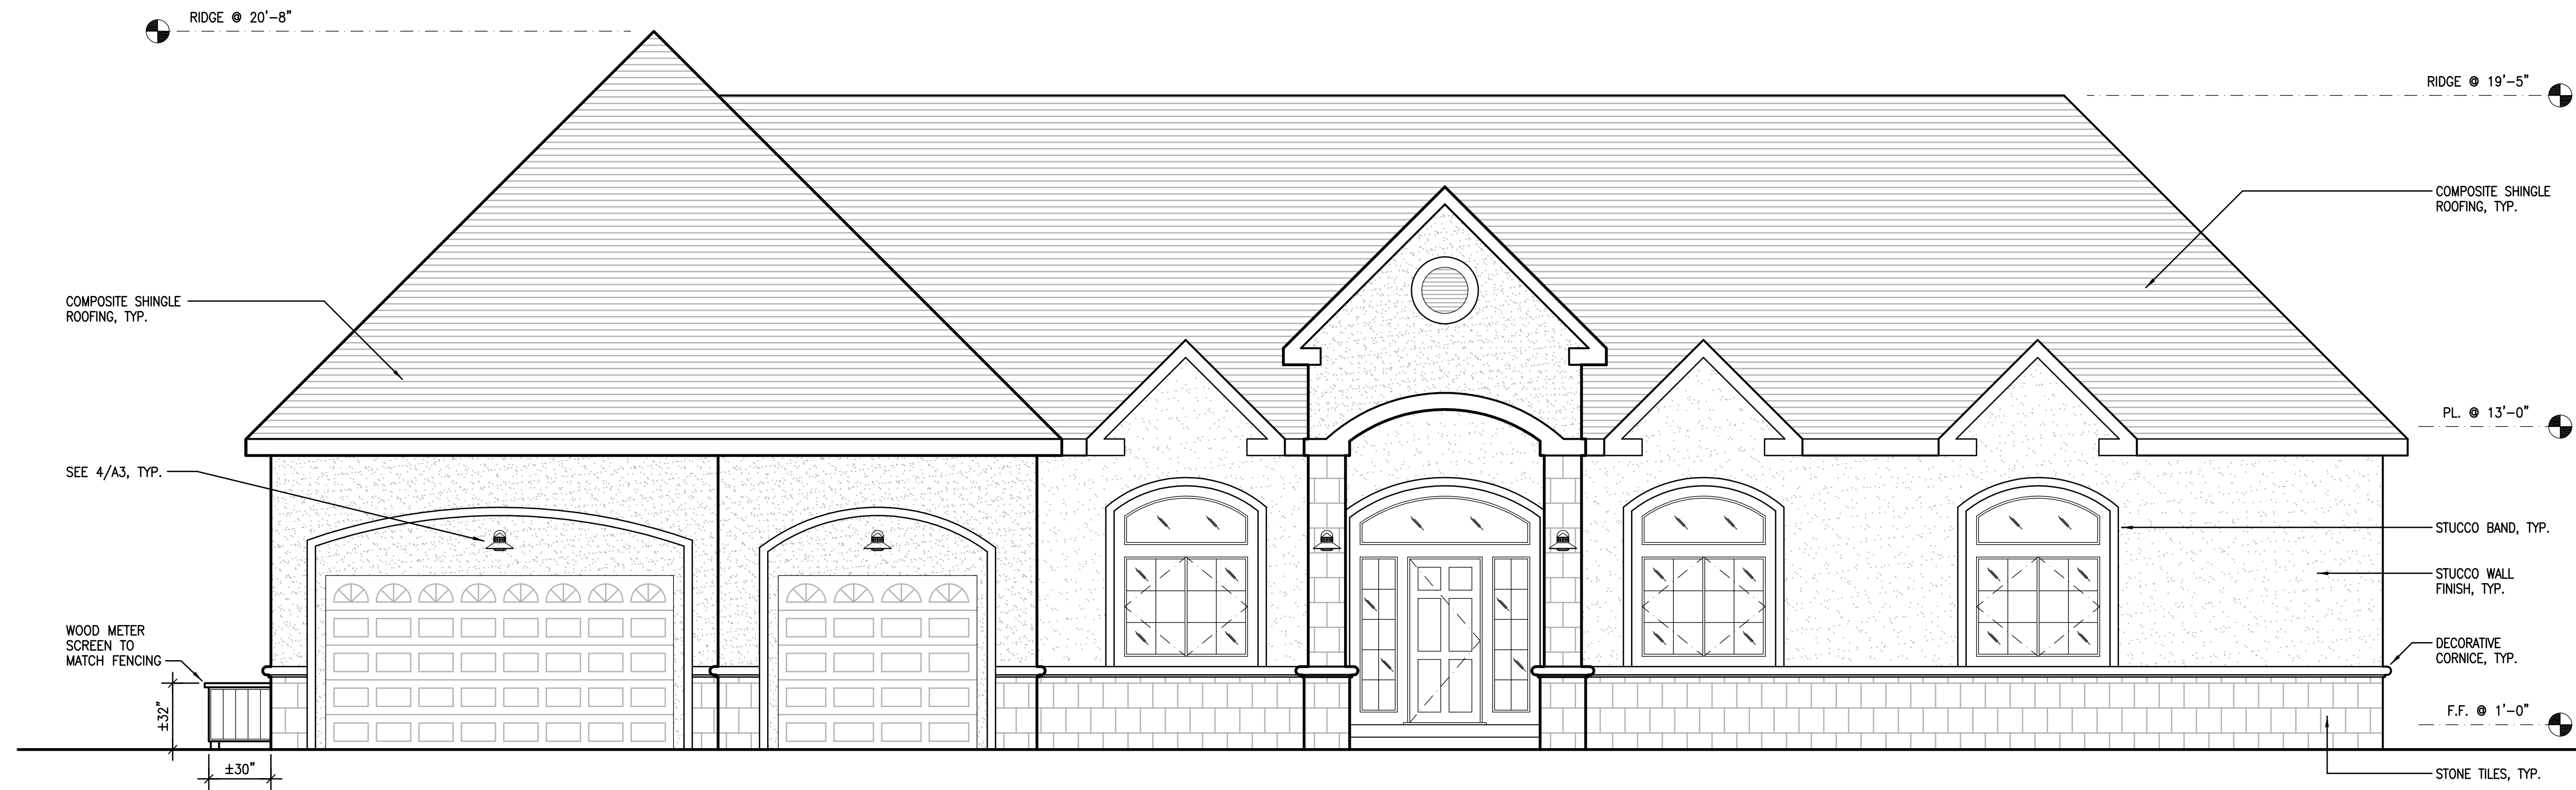 RIDGE @ 20'-8"
RIDGE @ 19'-5"
COMPOSITE SHINGLE
ROOFING, TYP.
COMPOSITE SHINGLE
ROOFING, TYP.
PL. @ 13'-0"
SEE 4/A3, TYP.
STUCCO BAND, TYP.
STUCCO WALL
FINISH, TYP.
WOOD METER
SCREEN TO
MATCH FENCING
DECORATIVE
CORNICE, TYP.
±32"
F.F. @ 1'-0"
±30"
STONE TILES, TYP.